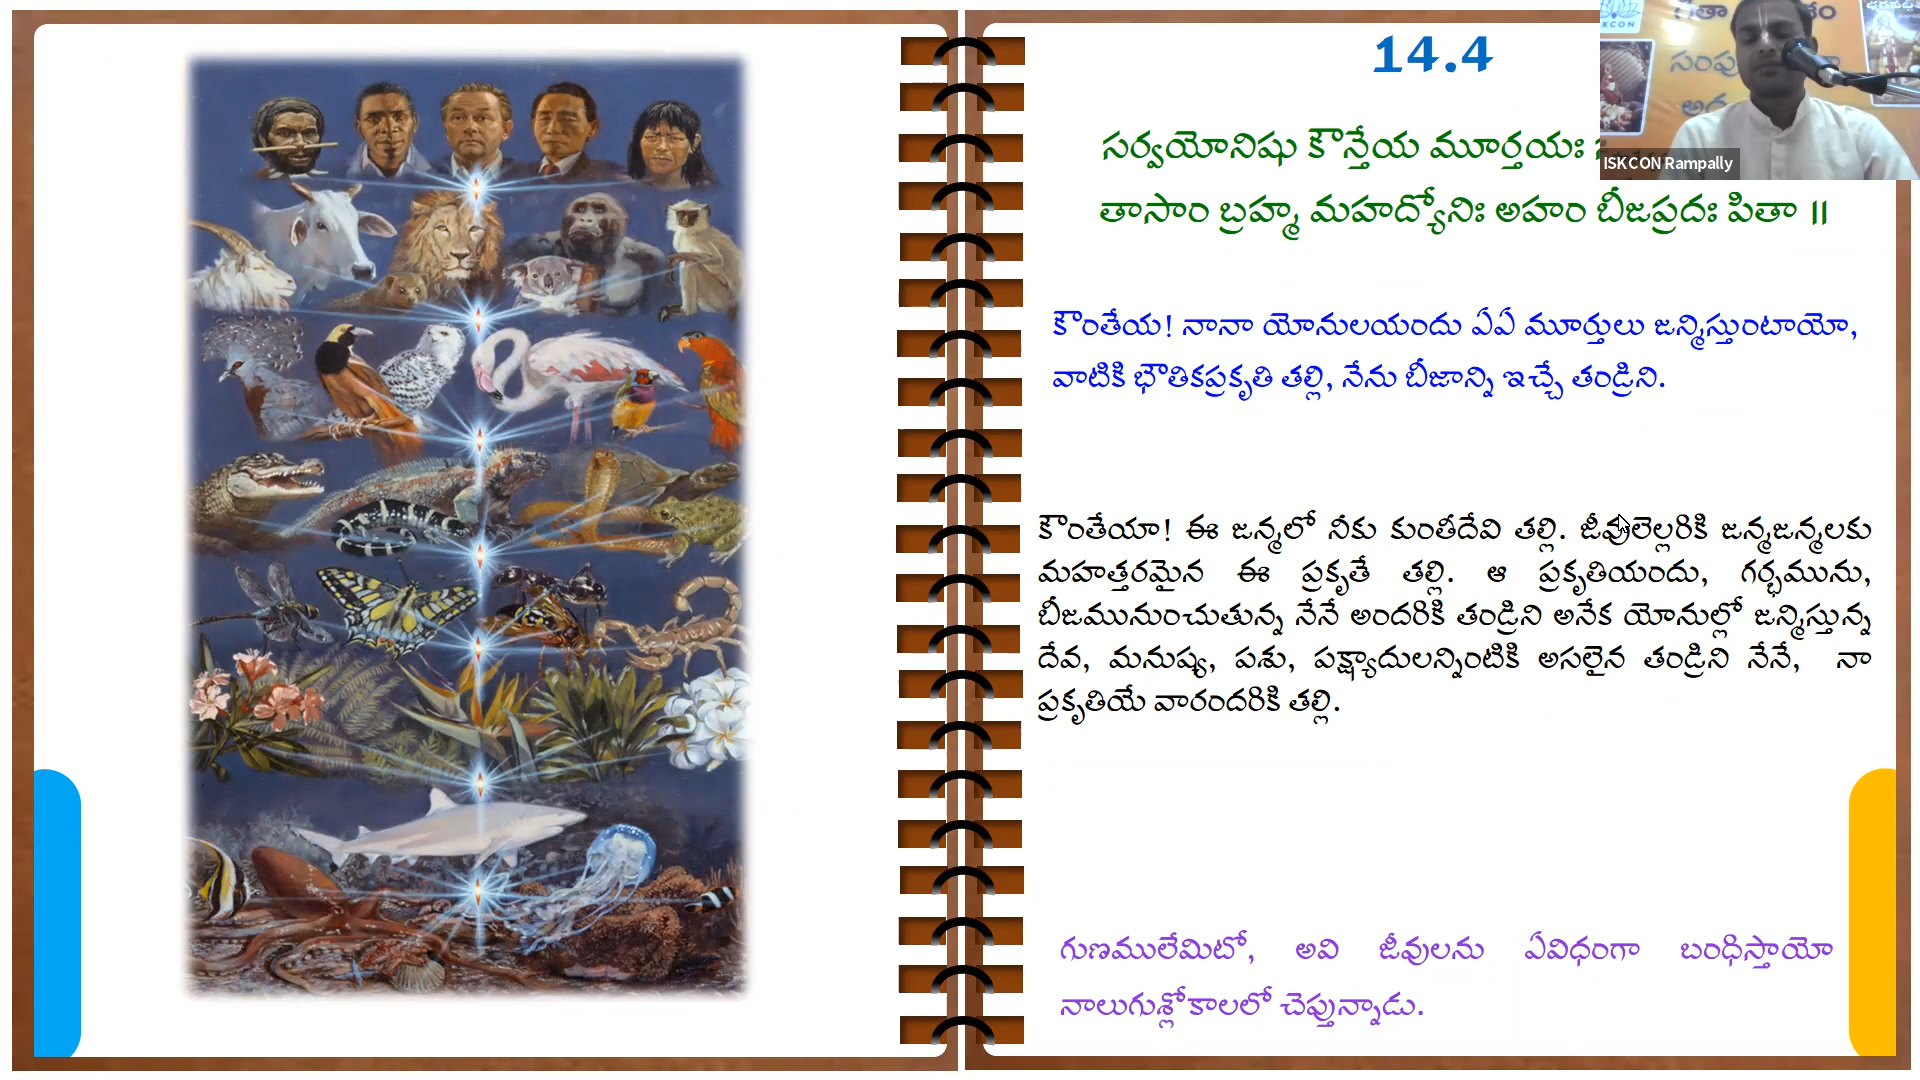 14.4
సర్వయోనిషు కౌన్తేయ మూర్తయః
తాసాం బ్రహ్మ మహద్యోనిః అహం బీజప్రదః పితా ॥
కౌంతేయ! నానా యోనులయందు ఏఏ మూర్తులు జన్మిస్తుంటాయో,
వాటికి భౌతికప్రకృతి తల్లి, నేను బీజాన్ని ఇచ్చే తండ్రిని.
కౌంతేయా! ఈ జన్మలో నీకు కుంతీదేవి తల్లి. జీవులెల్లరికి జన్మజన్మలకు
మహత్తరమైన ఈ ప్రకృతే తల్లి. ఆ ప్రకృతియందు, గర్భమును,
బీజమునుంచుతున్న నేనే అందరికి తండ్రిని అనేక యోనుల్లో జన్మిస్తున్న
దేవ, మనుష్య, పశు, పక్ష్యాదులన్నింటికి అసలైన తండ్రిని నేనే, నా
ప్రకృతియే వారందరికి తల్లి.
గుణములేమిటో, అవి జీవులను ఏవిధంగా బంధిస్తాయో
నాలుగుశ్లోకాలలో చెప్తున్నాడు.
ISKCON Rampally